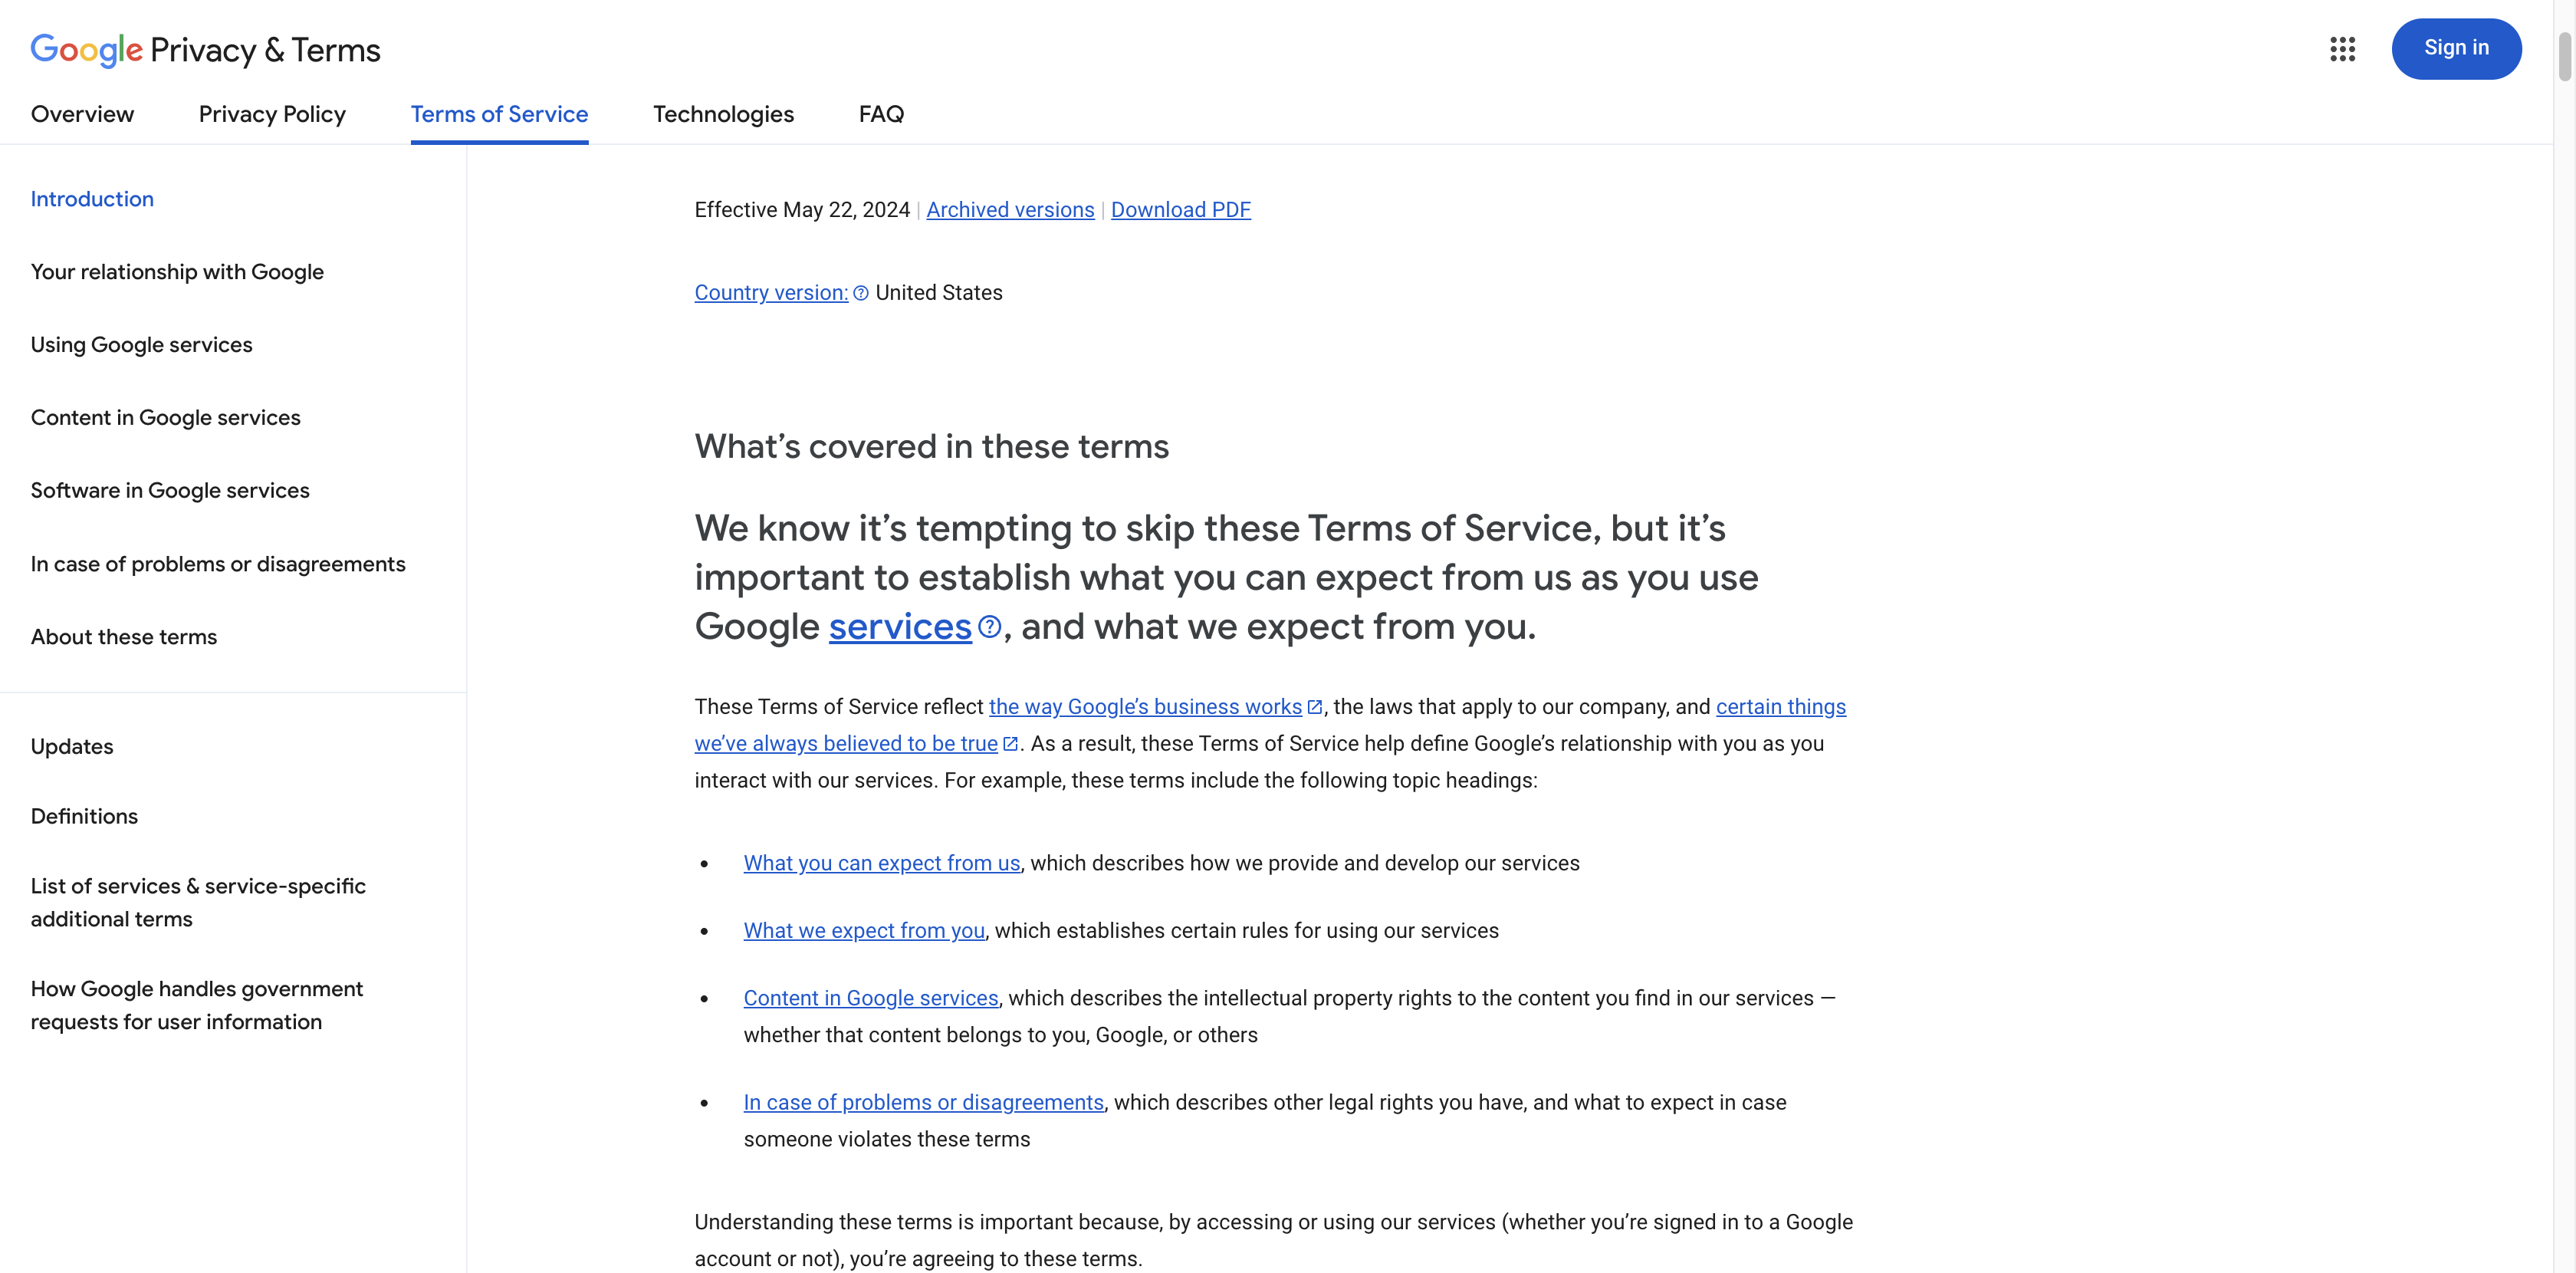 Google Privacy & Terms
Sign in
Overview
Privacy Policy
Terms of Service
Technologies
FAQ
Introduction
Your relationship with Google
Using Google services
Content in Google services
Software in Google services
In case of problems or disagreements
About these terms
Updates
Definitions
List of services & service-specific
additional terms
How Google handles government
requests for user information
Effective May 22, 2024 | Archived versions | Download PDF
Country version: United States
What’s covered in these terms
We know it’s tempting to skip these Terms of Service, but it’s
important to establish what you can expect from us as you use
Google services, and what we expect from you.
These Terms of Service reflect the way Google’s business works, the laws that apply to our company, and certain things
we’ve always believed to be true. As a result, these Terms of Service help define Google’s relationship with you as you
interact with our services. For example, these terms include the following topic headings:
• What you can expect from us, which describes how we provide and develop our services
• What we expect from you, which establishes certain rules for using our services
• Content in Google services, which describes the intellectual property rights to the content you find in our services —
whether that content belongs to you, Google, or others
• In case of problems or disagreements, which describes other legal rights you have, and what to expect in case
someone violates these terms
Understanding these terms is important because, by accessing or using our services (whether you’re signed in to a Google
account or not), you’re agreeing to these terms.